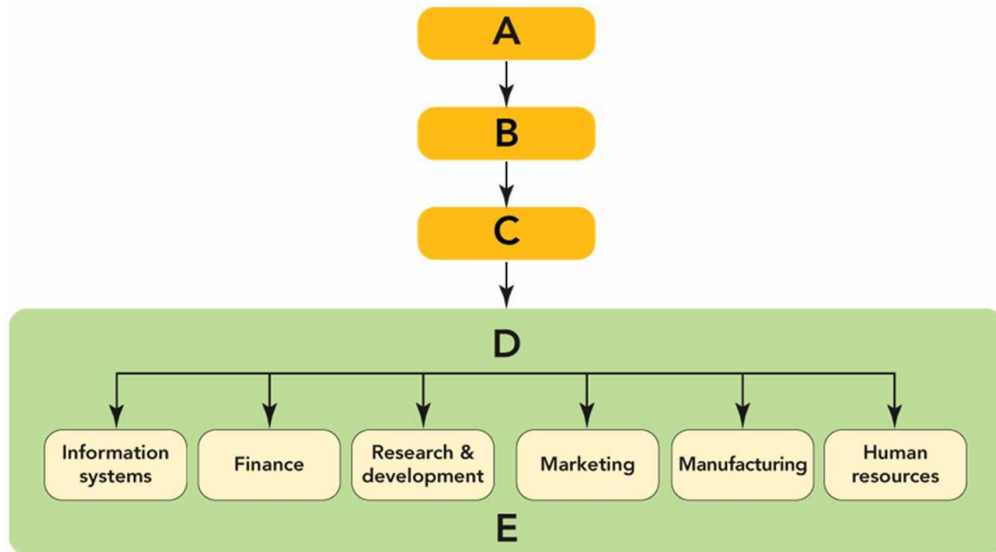 A
B
C
D
Information
systems
Finance
Research &
development
Marketing
Manufacturing
Human
resources
E